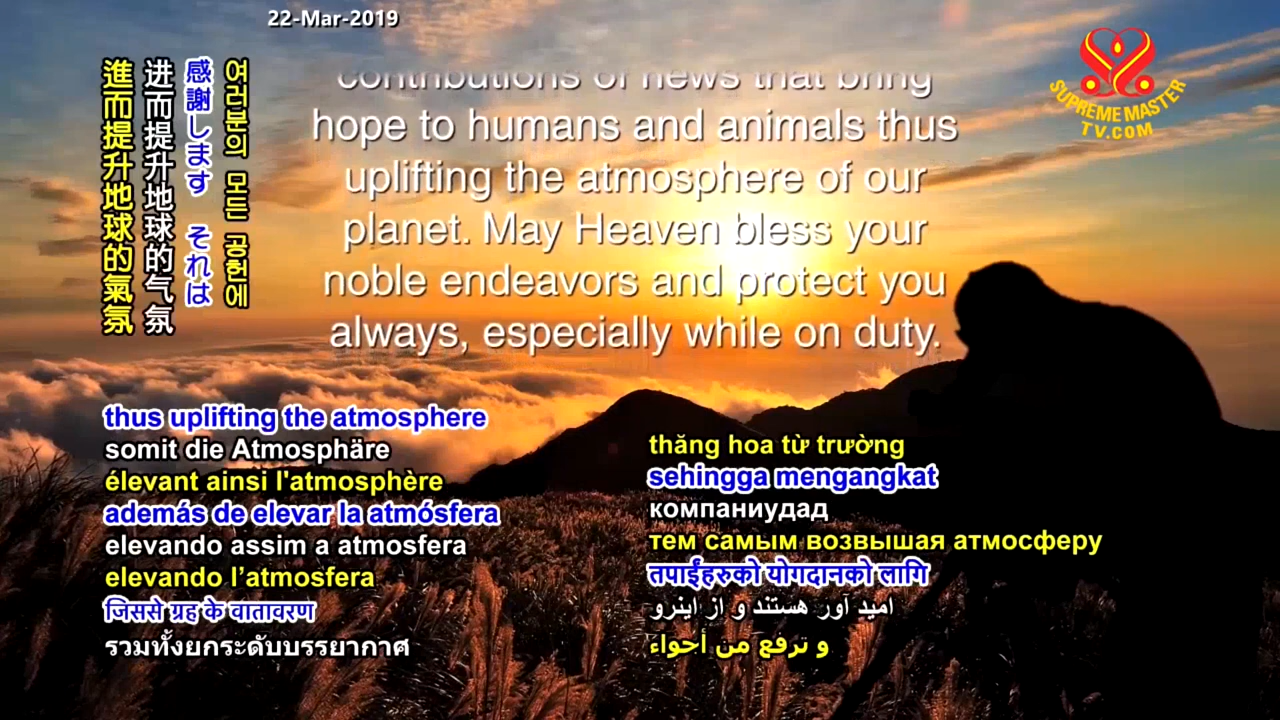 22-Mar-2019
contributions of news that bring
hope to humans and animals thus
uplifting the atmosphere of our
planet. May Heaven bless your
noble endeavors and protect you
always, especially while on duty.
SUPREME MASTER
TV.COM
여러분의 모든 공헌에
感謝します それは
进而提升地球的气氛
進而提升地球的氣氛
thus uplifting the atmosphere
somit die Atmosphäre
élevant ainsi l'atmosphère
además de elevar la atmósfera
elevando assim a atmosfera
elevando l’atmosfera
जिससे ग्रह के वातावरण
รวมทั้งยกระดับบรรยากาศ
thăng hoa từ trường
sehingga mengangkat
компаниудад
тем самым возвышая атмосферу
तपाईंहरुको योगदानको लागि
امید آور هستند و از اینرو
و ترفع من أجواء